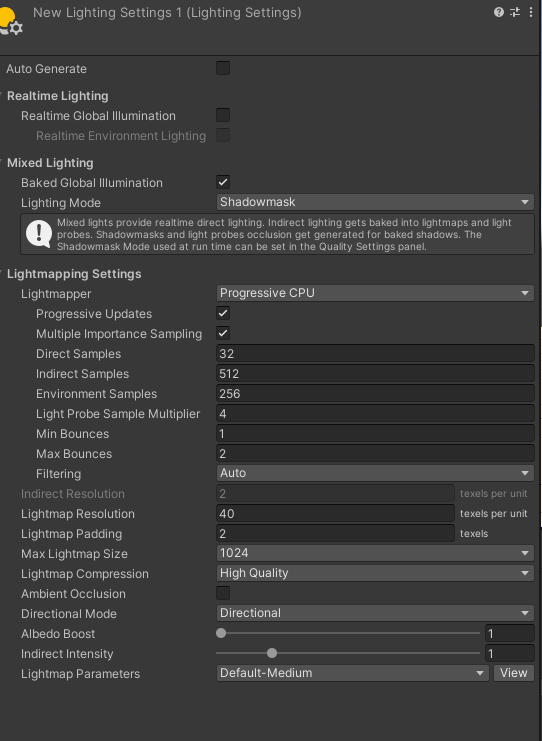 New Lighting Settings 1 (Lighting Settings)
Auto Generate
Realtime Lighting
Realtime Global Illumination
Realtime Environment Lighting
Mixed Lighting
Baked Global Illumination
Lighting Mode Shadowmask
Mixed lights provide realtime direct lighting. Indirect lighting gets baked into lightmaps and light
probes. Shadowmasks and light probes occlusion get generated for baked shadows. The
Shadowmask Mode used at run time can be set in the Quality Settings panel.
Lightmapping Settings
Lightmapper Progressive CPU
Progressive Updates
Multiple Importance Sampling
Direct Samples 32
Indirect Samples 512
Environment Samples 256
Light Probe Sample Multiplier 4
Min Bounces 1
Max Bounces 2
Filtering Auto
Indirect Resolution 2 texels per unit
Lightmap Resolution 40 texels per unit
Lightmap Padding 2 texels
Max Lightmap Size 1024
Lightmap Compression High Quality
Ambient Occlusion
Directional Mode Directional
Albedo Boost 1
Indirect Intensity 1
Lightmap Parameters Default-Medium View